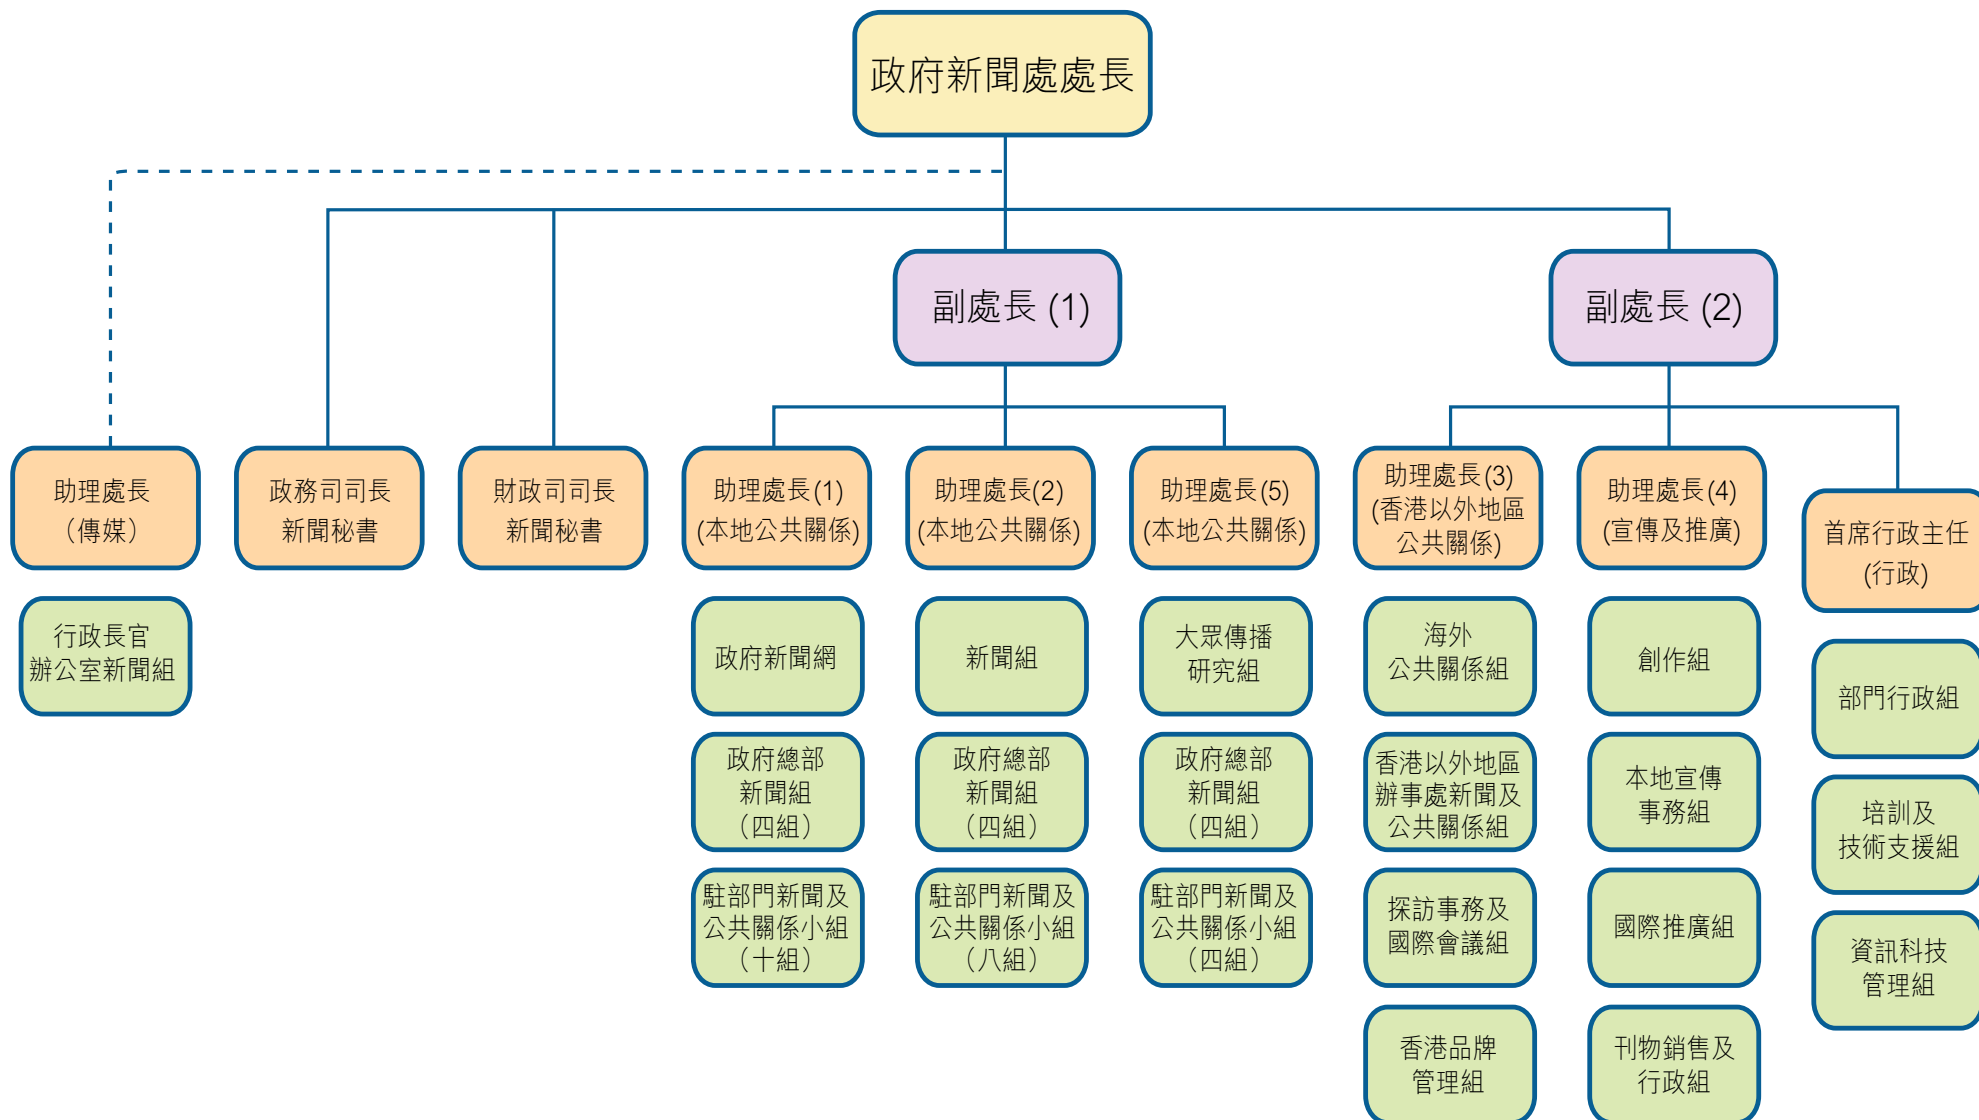 政府新聞處處長
副處長 (1)
副處長 (2)
助理處長
（傳媒）
政務司司長
新聞秘書
財政司司長
新聞秘書
助理處長(1)
(本地公共關係)
助理處長(2)
(本地公共關係)
助理處長(5)
(本地公共關係)
助理處長(3)
(香港以外地區
公共關係)
助理處長(4)
(宣傳及推廣)
首席行政主任
(行政)
行政長官
辦公室新聞組
政府新聞網
政府總部
新聞組
（四組）
駐部門新聞及
公共關係小組
（十組）
新聞組
政府總部
新聞組
（四組）
駐部門新聞及
公共關係小組
（八組）
大眾傳播
研究組
政府總部
新聞組
（四組）
駐部門新聞及
公共關係小組
（四組）
海外
公共關係組
香港以外地區
辦事處新聞及
公共關係組
探訪事務及
國際會議組
香港品牌
管理組
創作組
本地宣傳
事務組
國際推廣組
刊物銷售及
行政組
部門行政組
培訓及
技術支援組
資訊科技
管理組